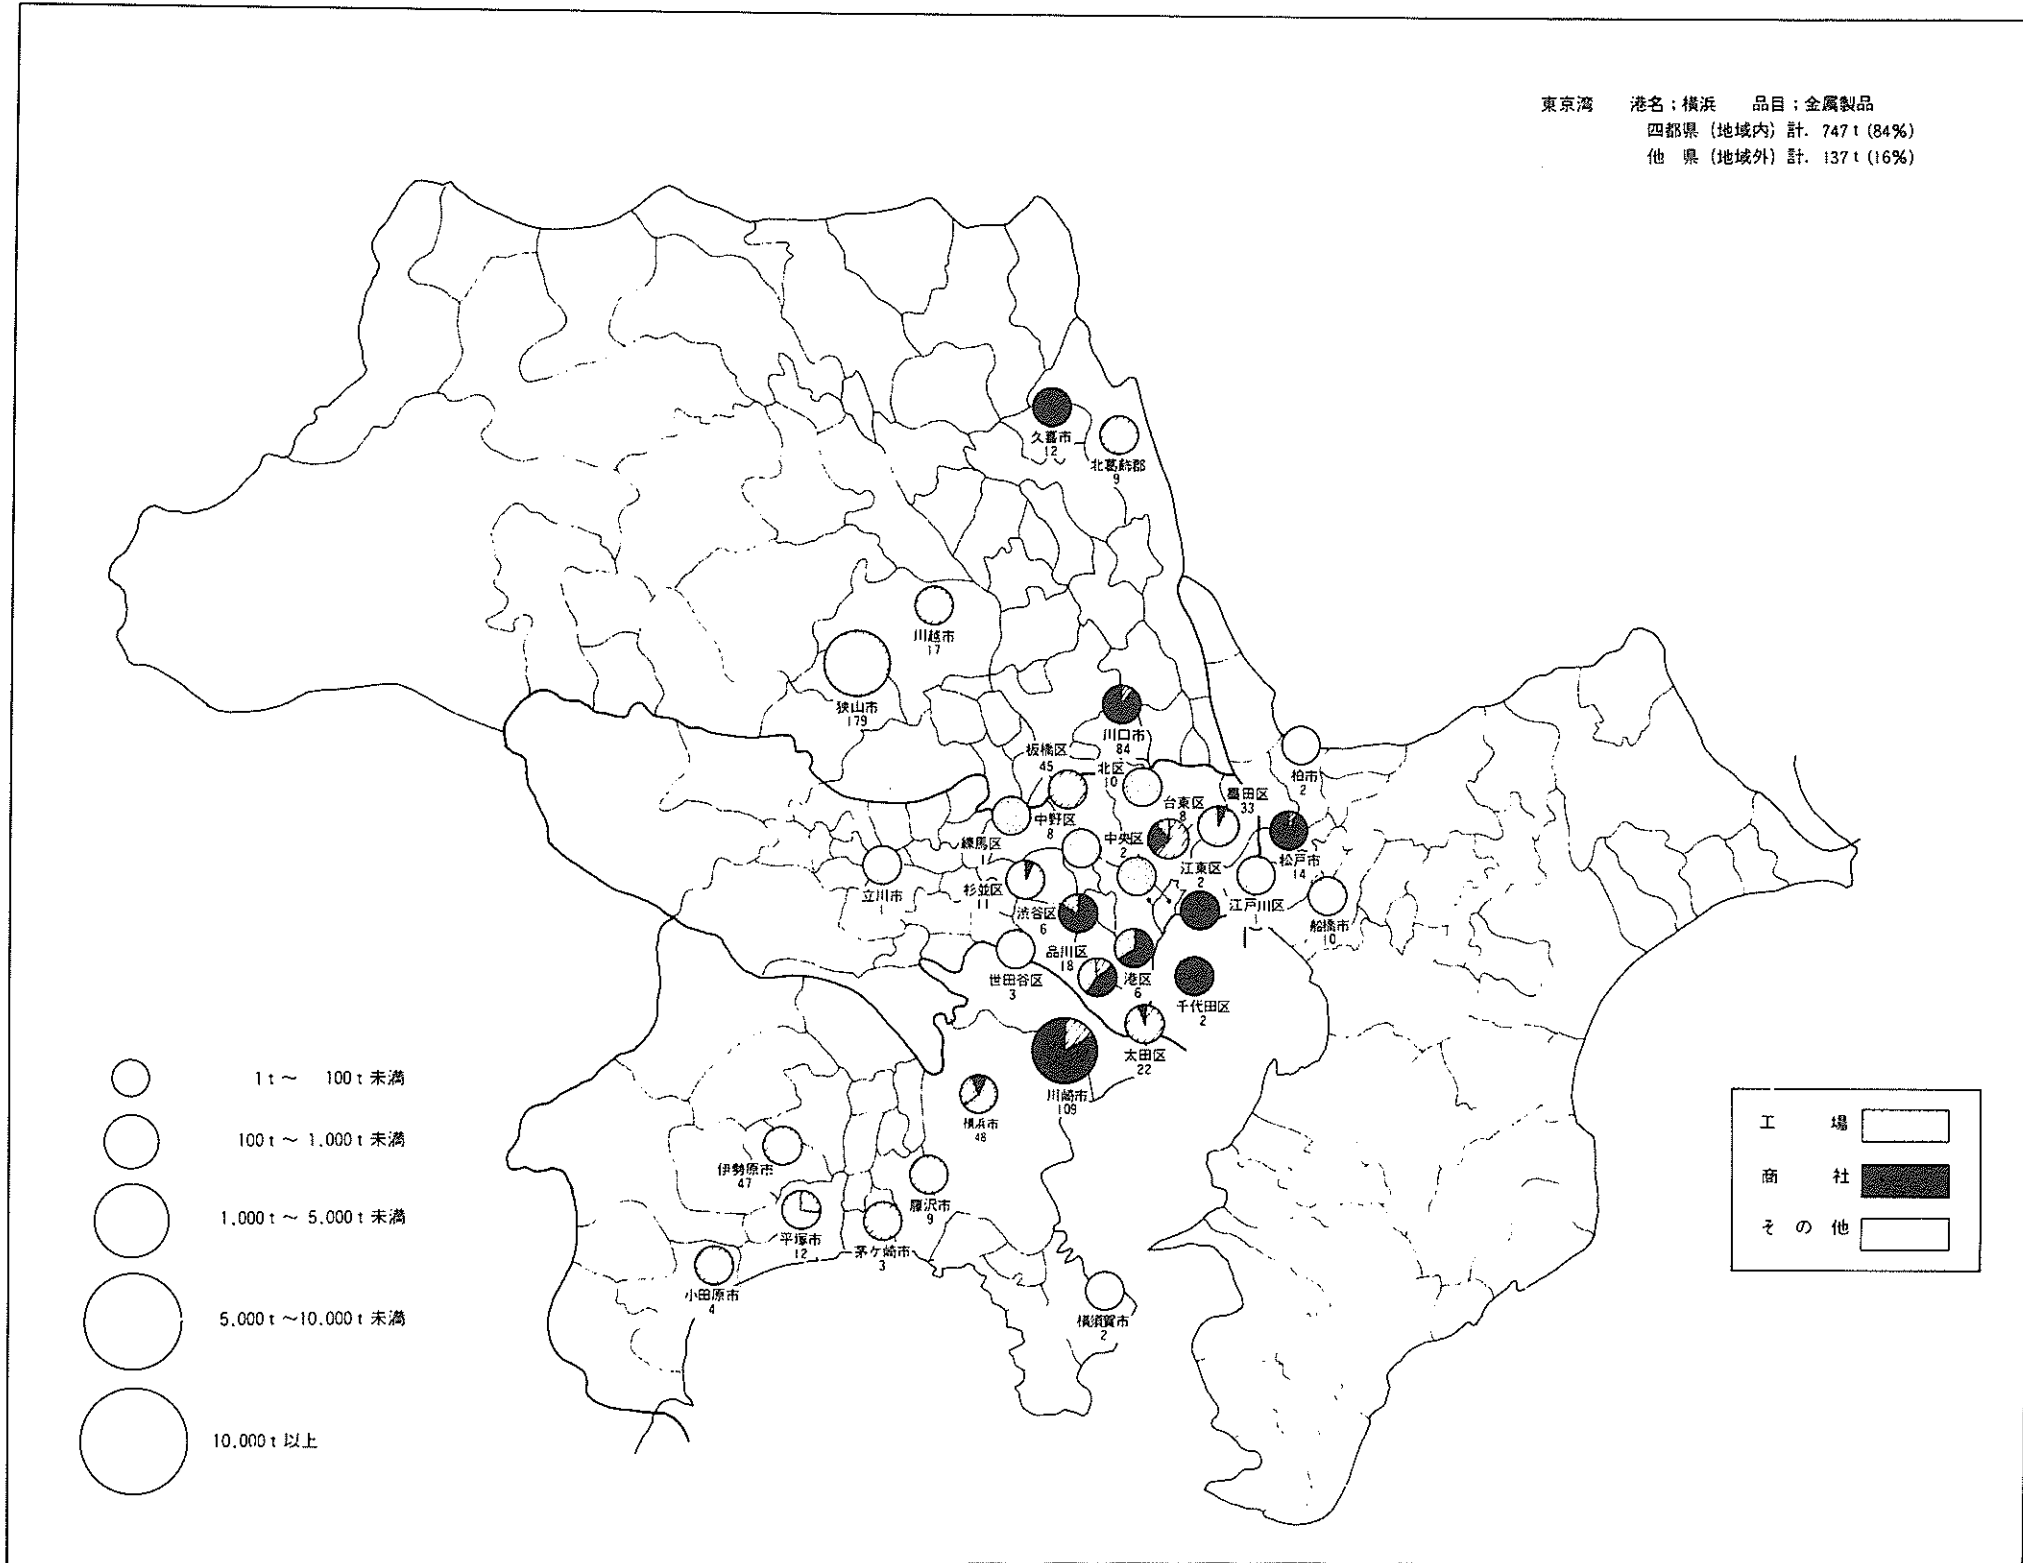 東京湾 港名;横浜 品目;金属製品
四都県(地域内)計. 747t(84%)
他 県(地域外)計. 137t(16%)
久喜市
12
北葛飾郡
9
川越市
17
狭山市
179
川口市
84
板橋区
45
北区
10
柏市
2
墨田区
33
台東区
8
中野区
8
中央区
2
練馬区
松戸市
14
江東区
2
立川市
杉並区
11
渋谷区
6
江戸川区
船橋市
10
品川区
18
港区
6
世田谷区
3
千代田区
2
太田区
22
川崎市
109
横浜市
48
伊勢原市
47
藤沢市
9
平塚市
12
茅ケ崎市
3
小田原市
4
横須賀市
2
1t~ 100t未満
100t~1,000t未満
1,000t~5,000t未満
5,000t~10,000t未満
10,000t以上
工 場
商 社
その他